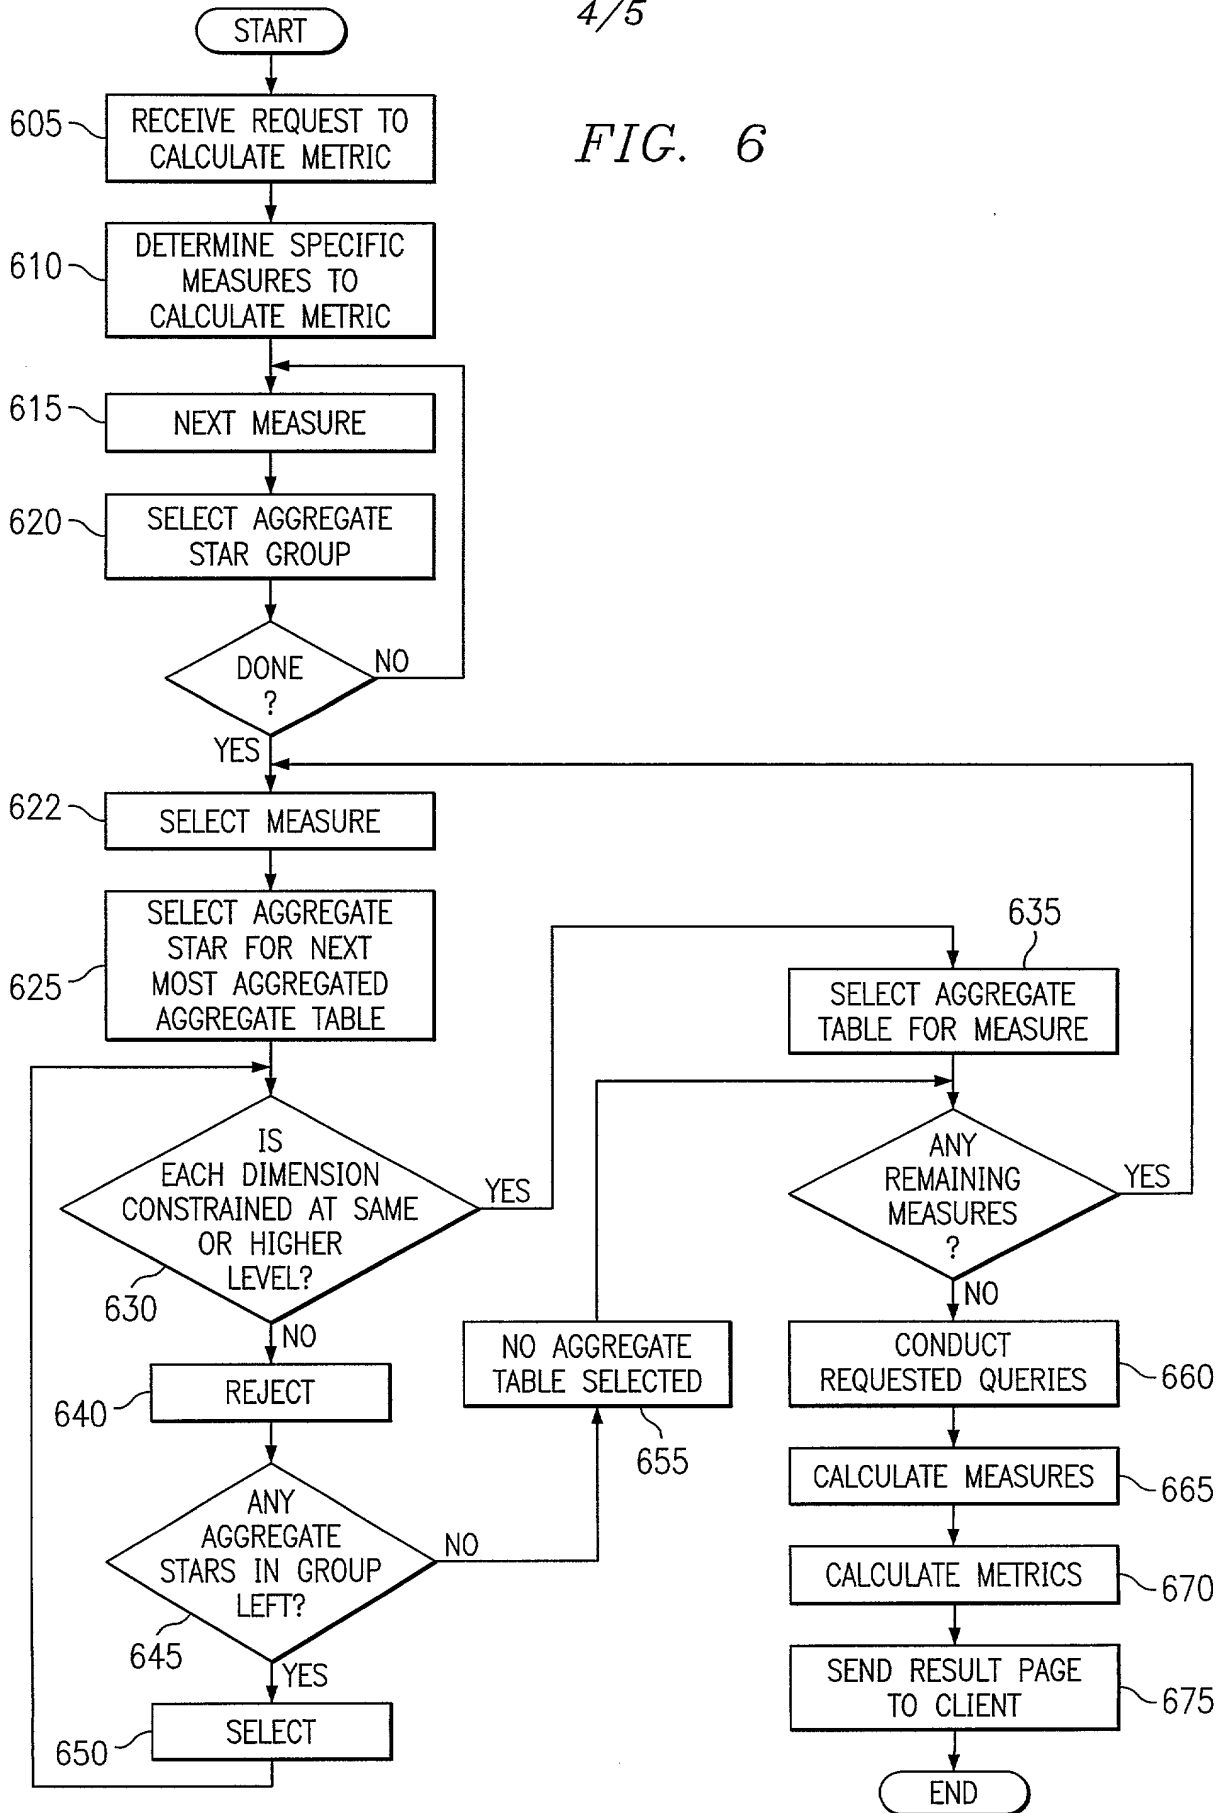 4/5
START
FIG. 6
605
RECEIVE REQUEST TO
CALCULATE METRIC
610
DETERMINE SPECIFIC
MEASURES TO
CALCULATE METRIC
615
NEXT MEASURE
620
SELECT AGGREGATE
STAR GROUP
DONE
?
NO
YES
622
SELECT MEASURE
625
SELECT AGGREGATE
STAR FOR NEXT
MOST AGGREGATED
AGGREGATE TABLE
IS
EACH DIMENSION
CONSTRAINED AT SAME
OR HIGHER
LEVEL?
630
YES
NO
640
REJECT
ANY
AGGREGATE
STARS IN GROUP
LEFT?
645
NO
YES
650
SELECT
NO AGGREGATE
TABLE SELECTED
655
635
SELECT AGGREGATE
TABLE FOR MEASURE
ANY
REMAINING
MEASURES
?
YES
NO
CONDUCT
REQUESTED QUERIES
660
CALCULATE MEASURES
665
CALCULATE METRICS
670
SEND RESULT PAGE
TO CLIENT
675
END